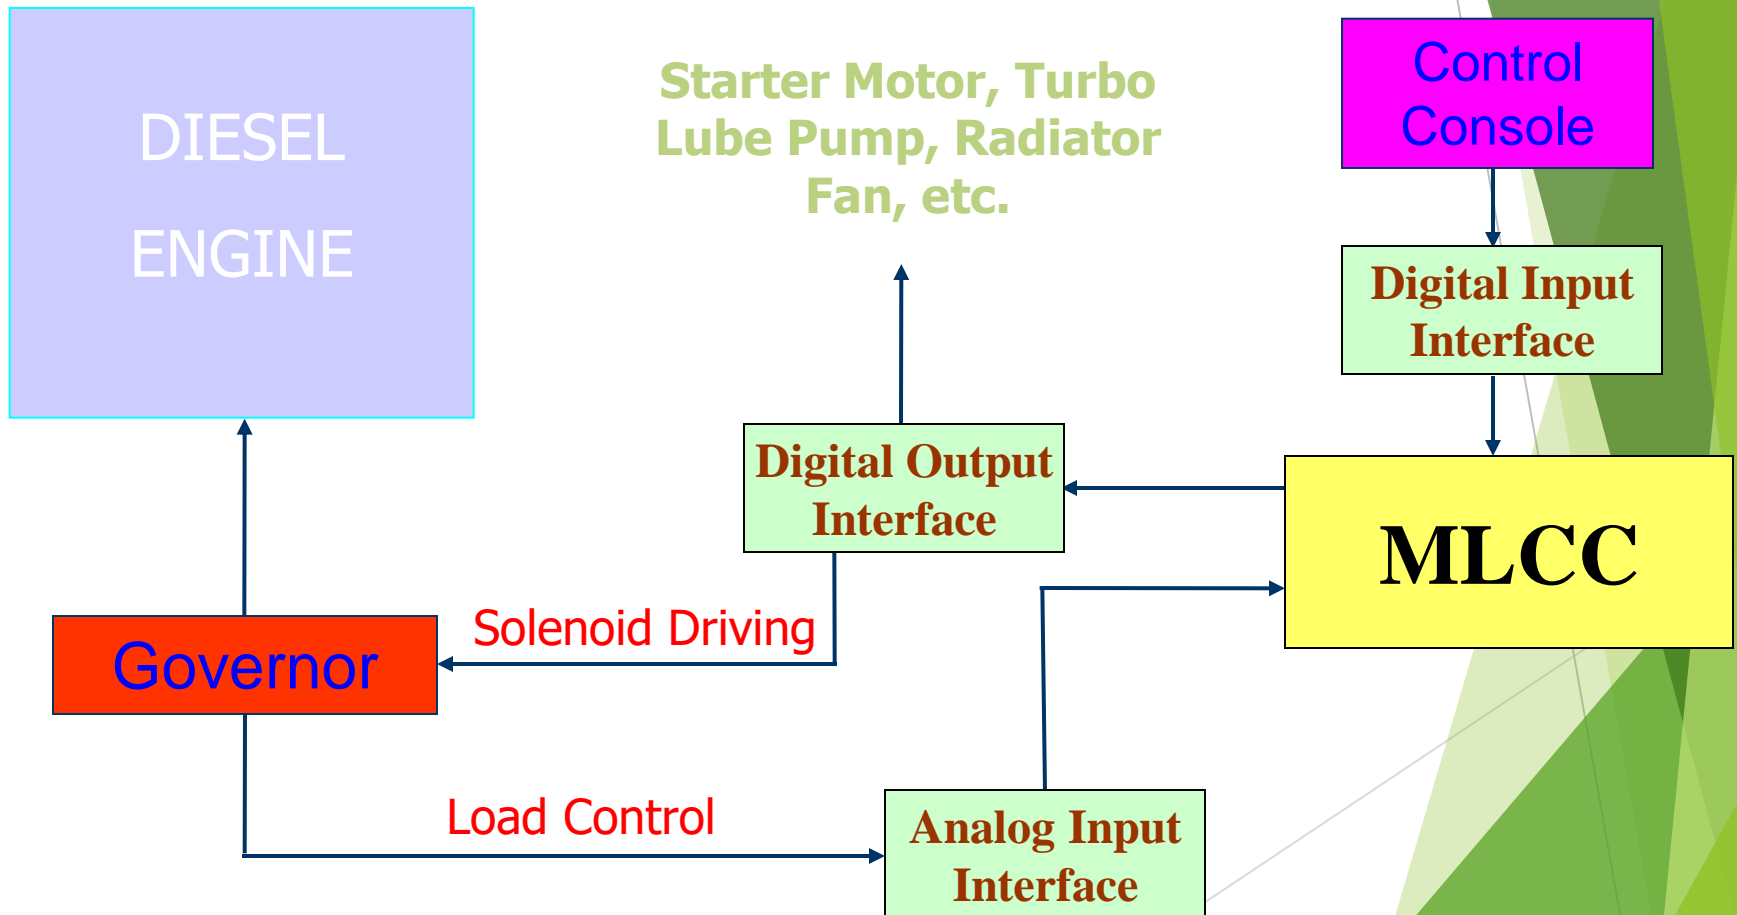 DIESEL
ENGINE
Starter Motor, Turbo
Lube Pump, Radiator
Fan, etc.
Control
Console
Digital Input
Interface
Digital Output
Interface
MLCC
Solenoid Driving
Governor
Load Control
Analog Input
Interface